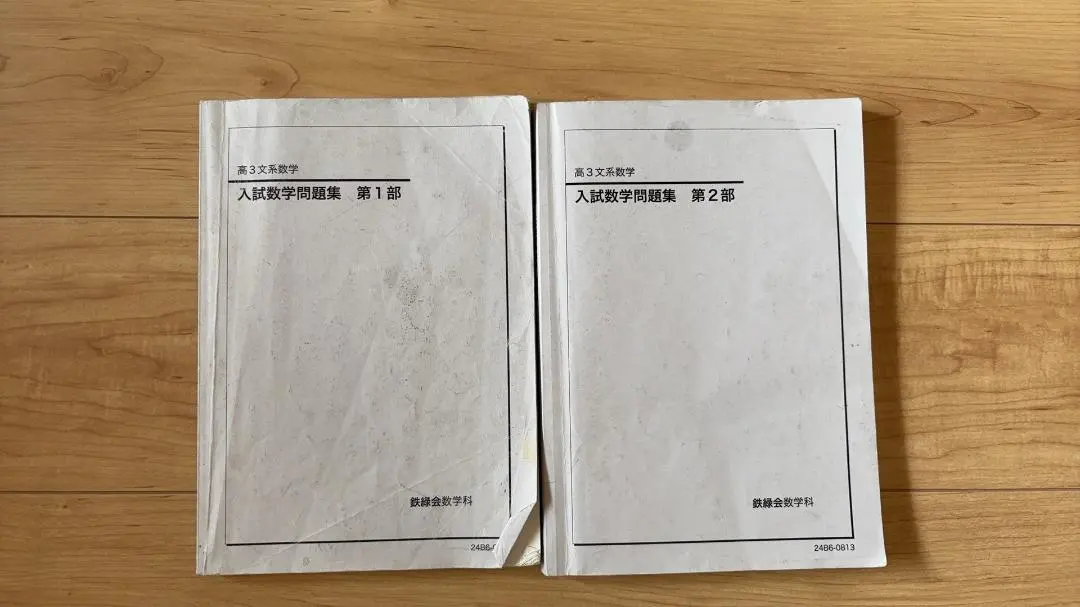 高3文系数学
入試数学問題集 第1部
鉄緑会数学科
24B6-
高3文系数学
入試数学問題集 第2部
鉄緑会数学科
24B6-0813